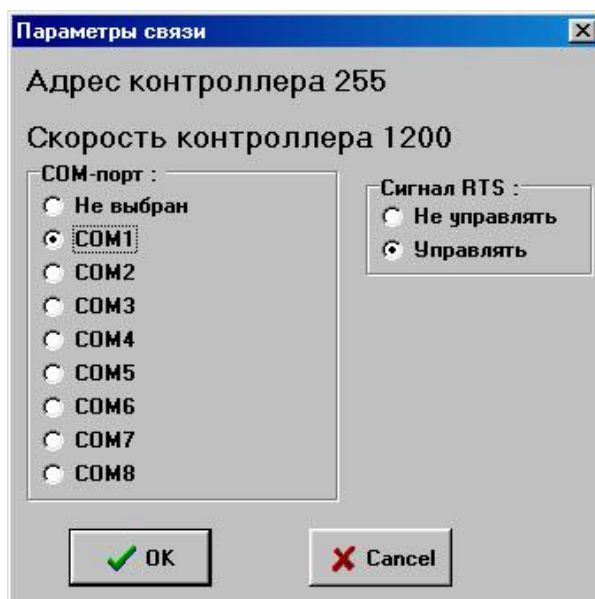 Параметры связи
Адрес контроллера 255
Скорость контроллера 1200
COM-порт :
Не выбран
COM1
COM2
COM3
COM4
COM5
COM6
COM7
COM8
Сигнал RTS :
Не управлять
Управлять
OK
Cancel